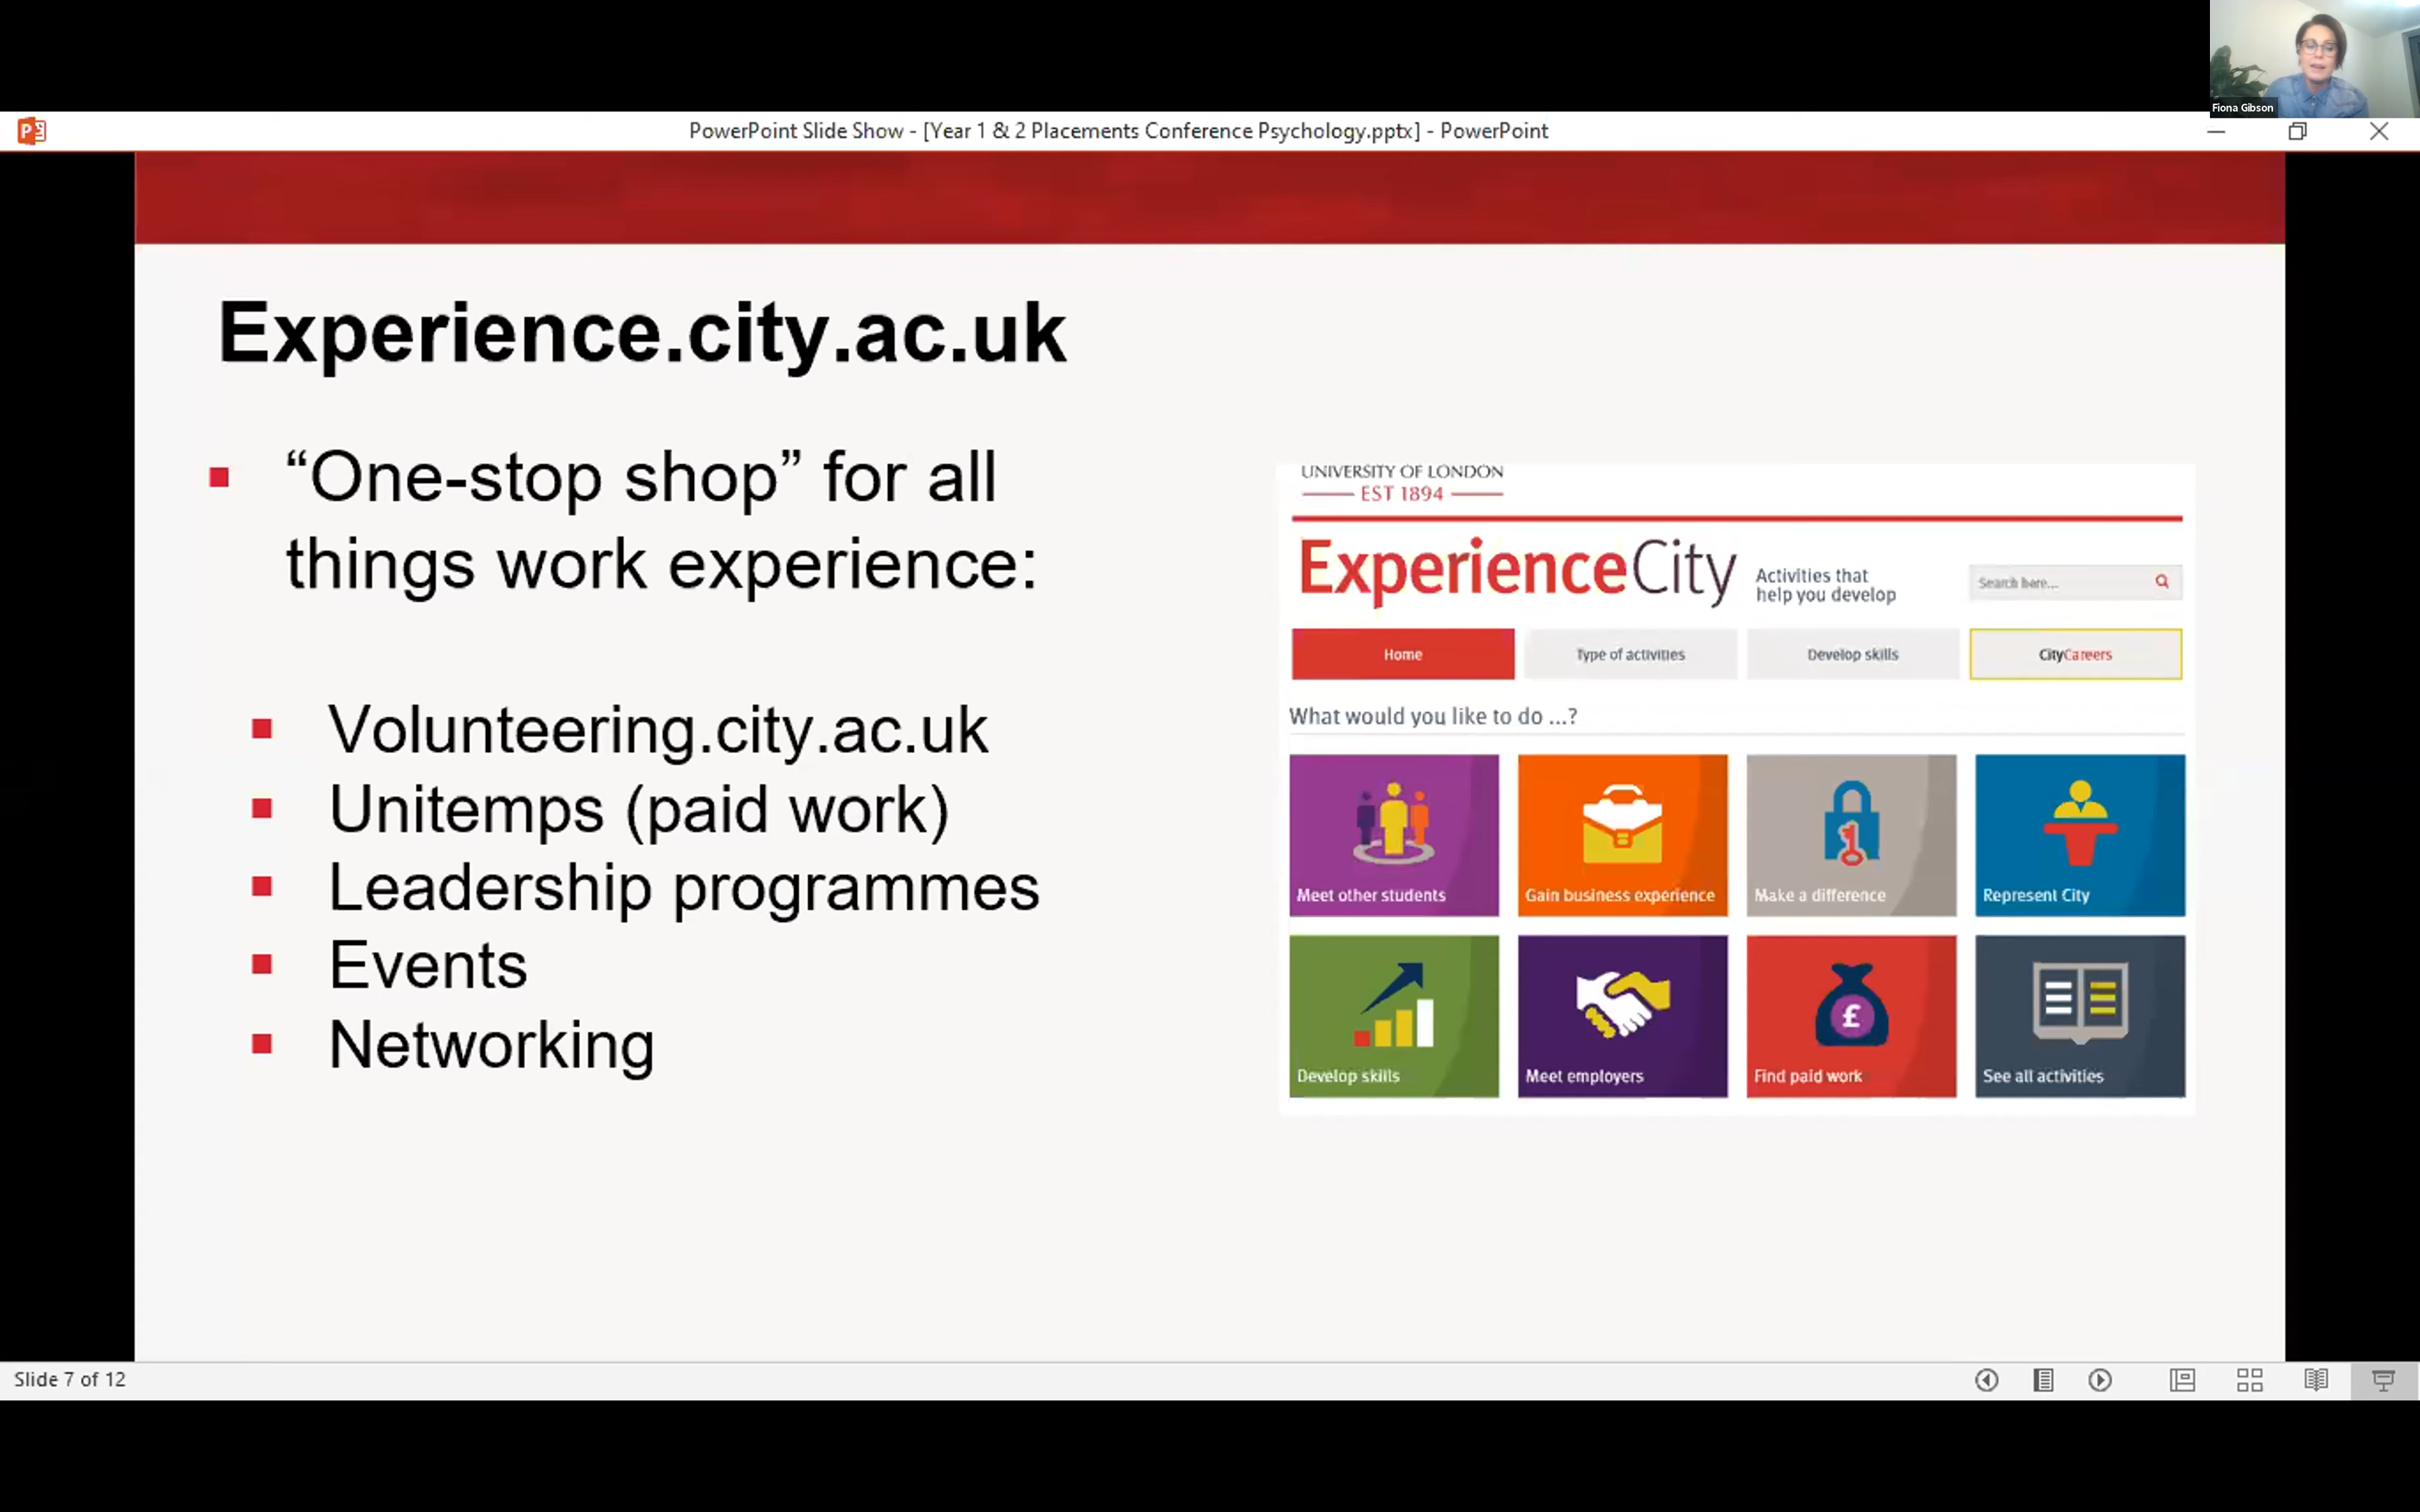 Fiona Gibson
PowerPoint Slide Show - [Year 1 & 2 Placements Conference Psychology.pptx] - PowerPoint
Experience.city.ac.uk
“One-stop shop” for all
things work experience:
Volunteering.city.ac.uk
Unitemps (paid work)
Leadership programmes
Events
Networking
UNIVERSITY OF LONDON
EST 1894
ExperienceCity
Activities that
help you develop
Search here...
Home
Type of activities
Develop skills
CityCareers
What would you like to do ...?
Meet other students
Gain business experience
Make a difference
Represent City
£
Develop skills
Meet employers
Find paid work
See all activities
Slide 7 of 12